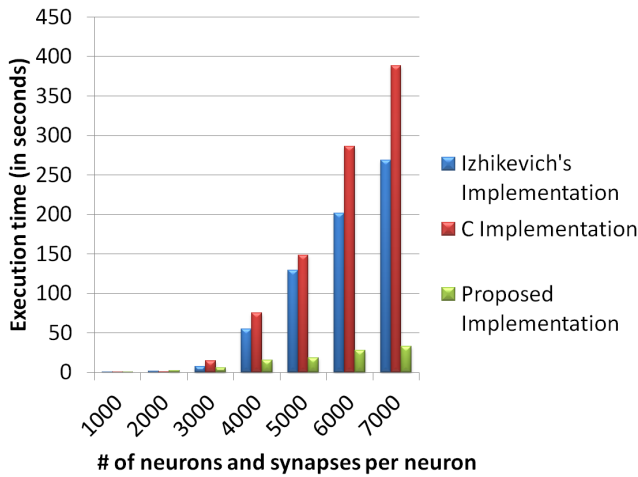 450
400
350
300
250
200
150
100
50
0
Execution time (in seconds)
1000
2000
3000
4000
5000
6000
7000
# of neurons and synapses per neuron
Izhikevich's
Implementation
C Implementation
Proposed
Implementation